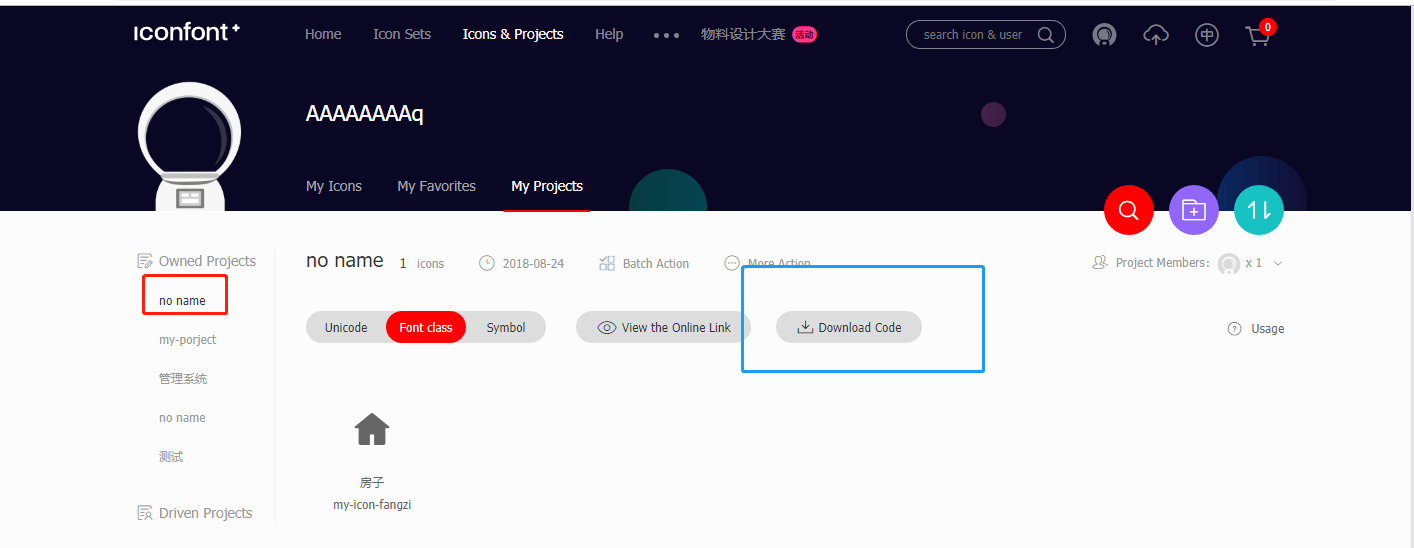 iconfont+
Home Icon Sets Icons & Projects Help 物料设计大赛 活动 search icon & user 中 0
AAAAAAAAq
My Icons My Favorites My Projects
Owned Projects
no name
my-porject
管理系统
no name
测试
Driven Projects
no name 1 icons 2018-08-24 Batch Action More Action Project Members: x 1
Unicode Font class Symbol View the Online Link Download Code ? Usage
房子
my-icon-fangzi